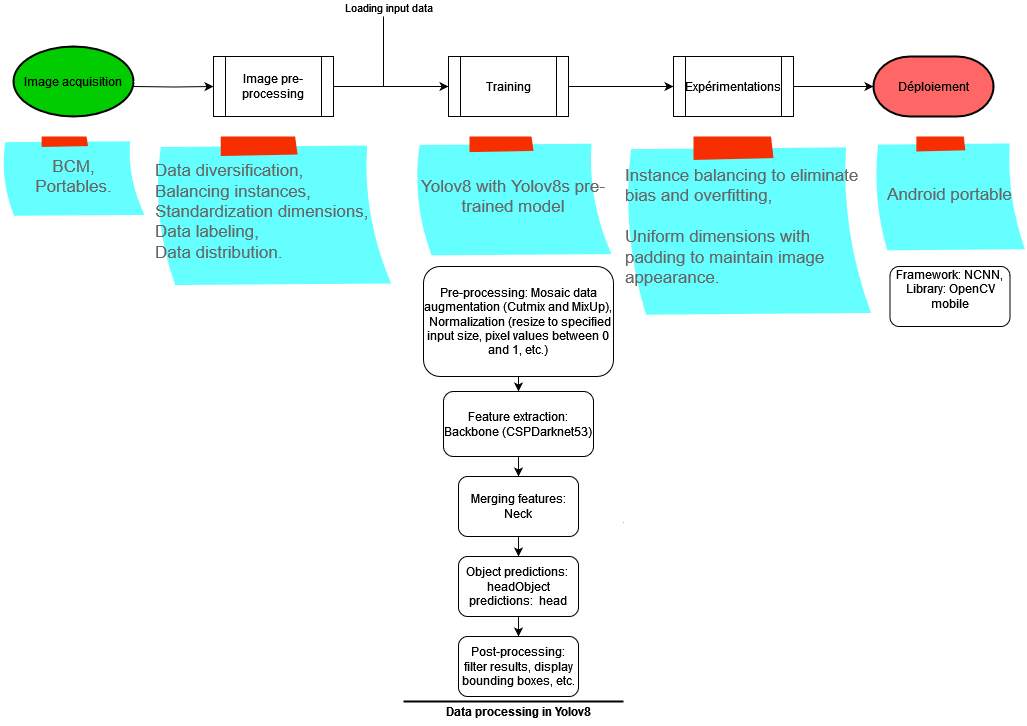 Loading input data
Image acquisition
Image pre-
processing
Training
Expérimentations
Déploiement
BCM,
Portables.
Data diversification,
Balancing instances,
Standardization dimensions,
Data labeling,
Data distribution.
Yolov8 with Yolov8s pre-
trained model
Instance balancing to eliminate
bias and overfitting,
Uniform dimensions with
padding to maintain image
appearance.
Android portable
Framework: NCNN,
Library: OpenCV
mobile
Pre-processing: Mosaic data
augmentation (Cutmix and MixUp),
Normalization (resize to specified
input size, pixel values between 0
and 1, etc.)
Feature extraction:
Backbone (CSPDarknet53)
Merging features:
Neck
Object predictions:
headObject
predictions: head
Post-processing:
filter results, display
bounding boxes, etc.
Data processing in Yolov8